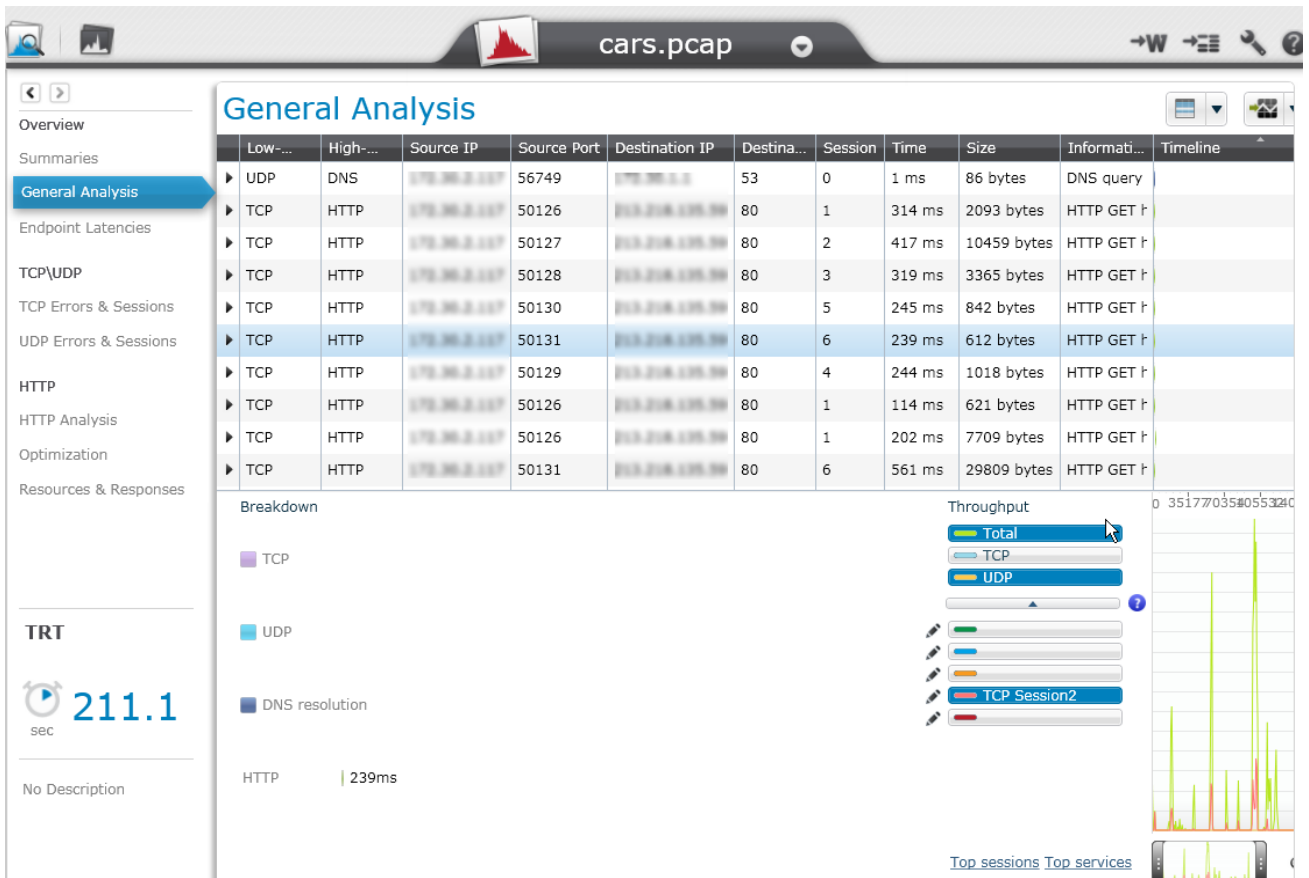 cars.pcap
W
?
Overview
Summaries
General Analysis
Endpoint Latencies
TCP\UDP
TCP Errors & Sessions
UDP Errors & Sessions
HTTP
HTTP Analysis
Optimization
Resources & Responses
TRT
211.1
sec
No Description
General Analysis
Low-... High-... Source IP Source Port Destination IP Destina... Session Time Size Informati... Timeline
UDP DNS 56749 53 0 1 ms 86 bytes DNS query
TCP HTTP 50126 80 1 314 ms 2093 bytes HTTP GET
TCP HTTP 50127 80 2 417 ms 10459 bytes HTTP GET
TCP HTTP 50128 80 3 319 ms 3365 bytes HTTP GET
TCP HTTP 50130 80 5 245 ms 842 bytes HTTP GET
TCP HTTP 50131 80 6 239 ms 612 bytes HTTP GET
TCP HTTP 50129 80 4 244 ms 1018 bytes HTTP GET
TCP HTTP 50126 80 1 114 ms 621 bytes HTTP GET
TCP HTTP 50126 80 1 202 ms 7709 bytes HTTP GET
TCP HTTP 50131 80 6 561 ms 29809 bytes HTTP GET
Breakdown
TCP
UDP
DNS resolution
HTTP 239ms
Throughput
Total
TCP
UDP
?
TCP Session2
Top sessions Top services
0